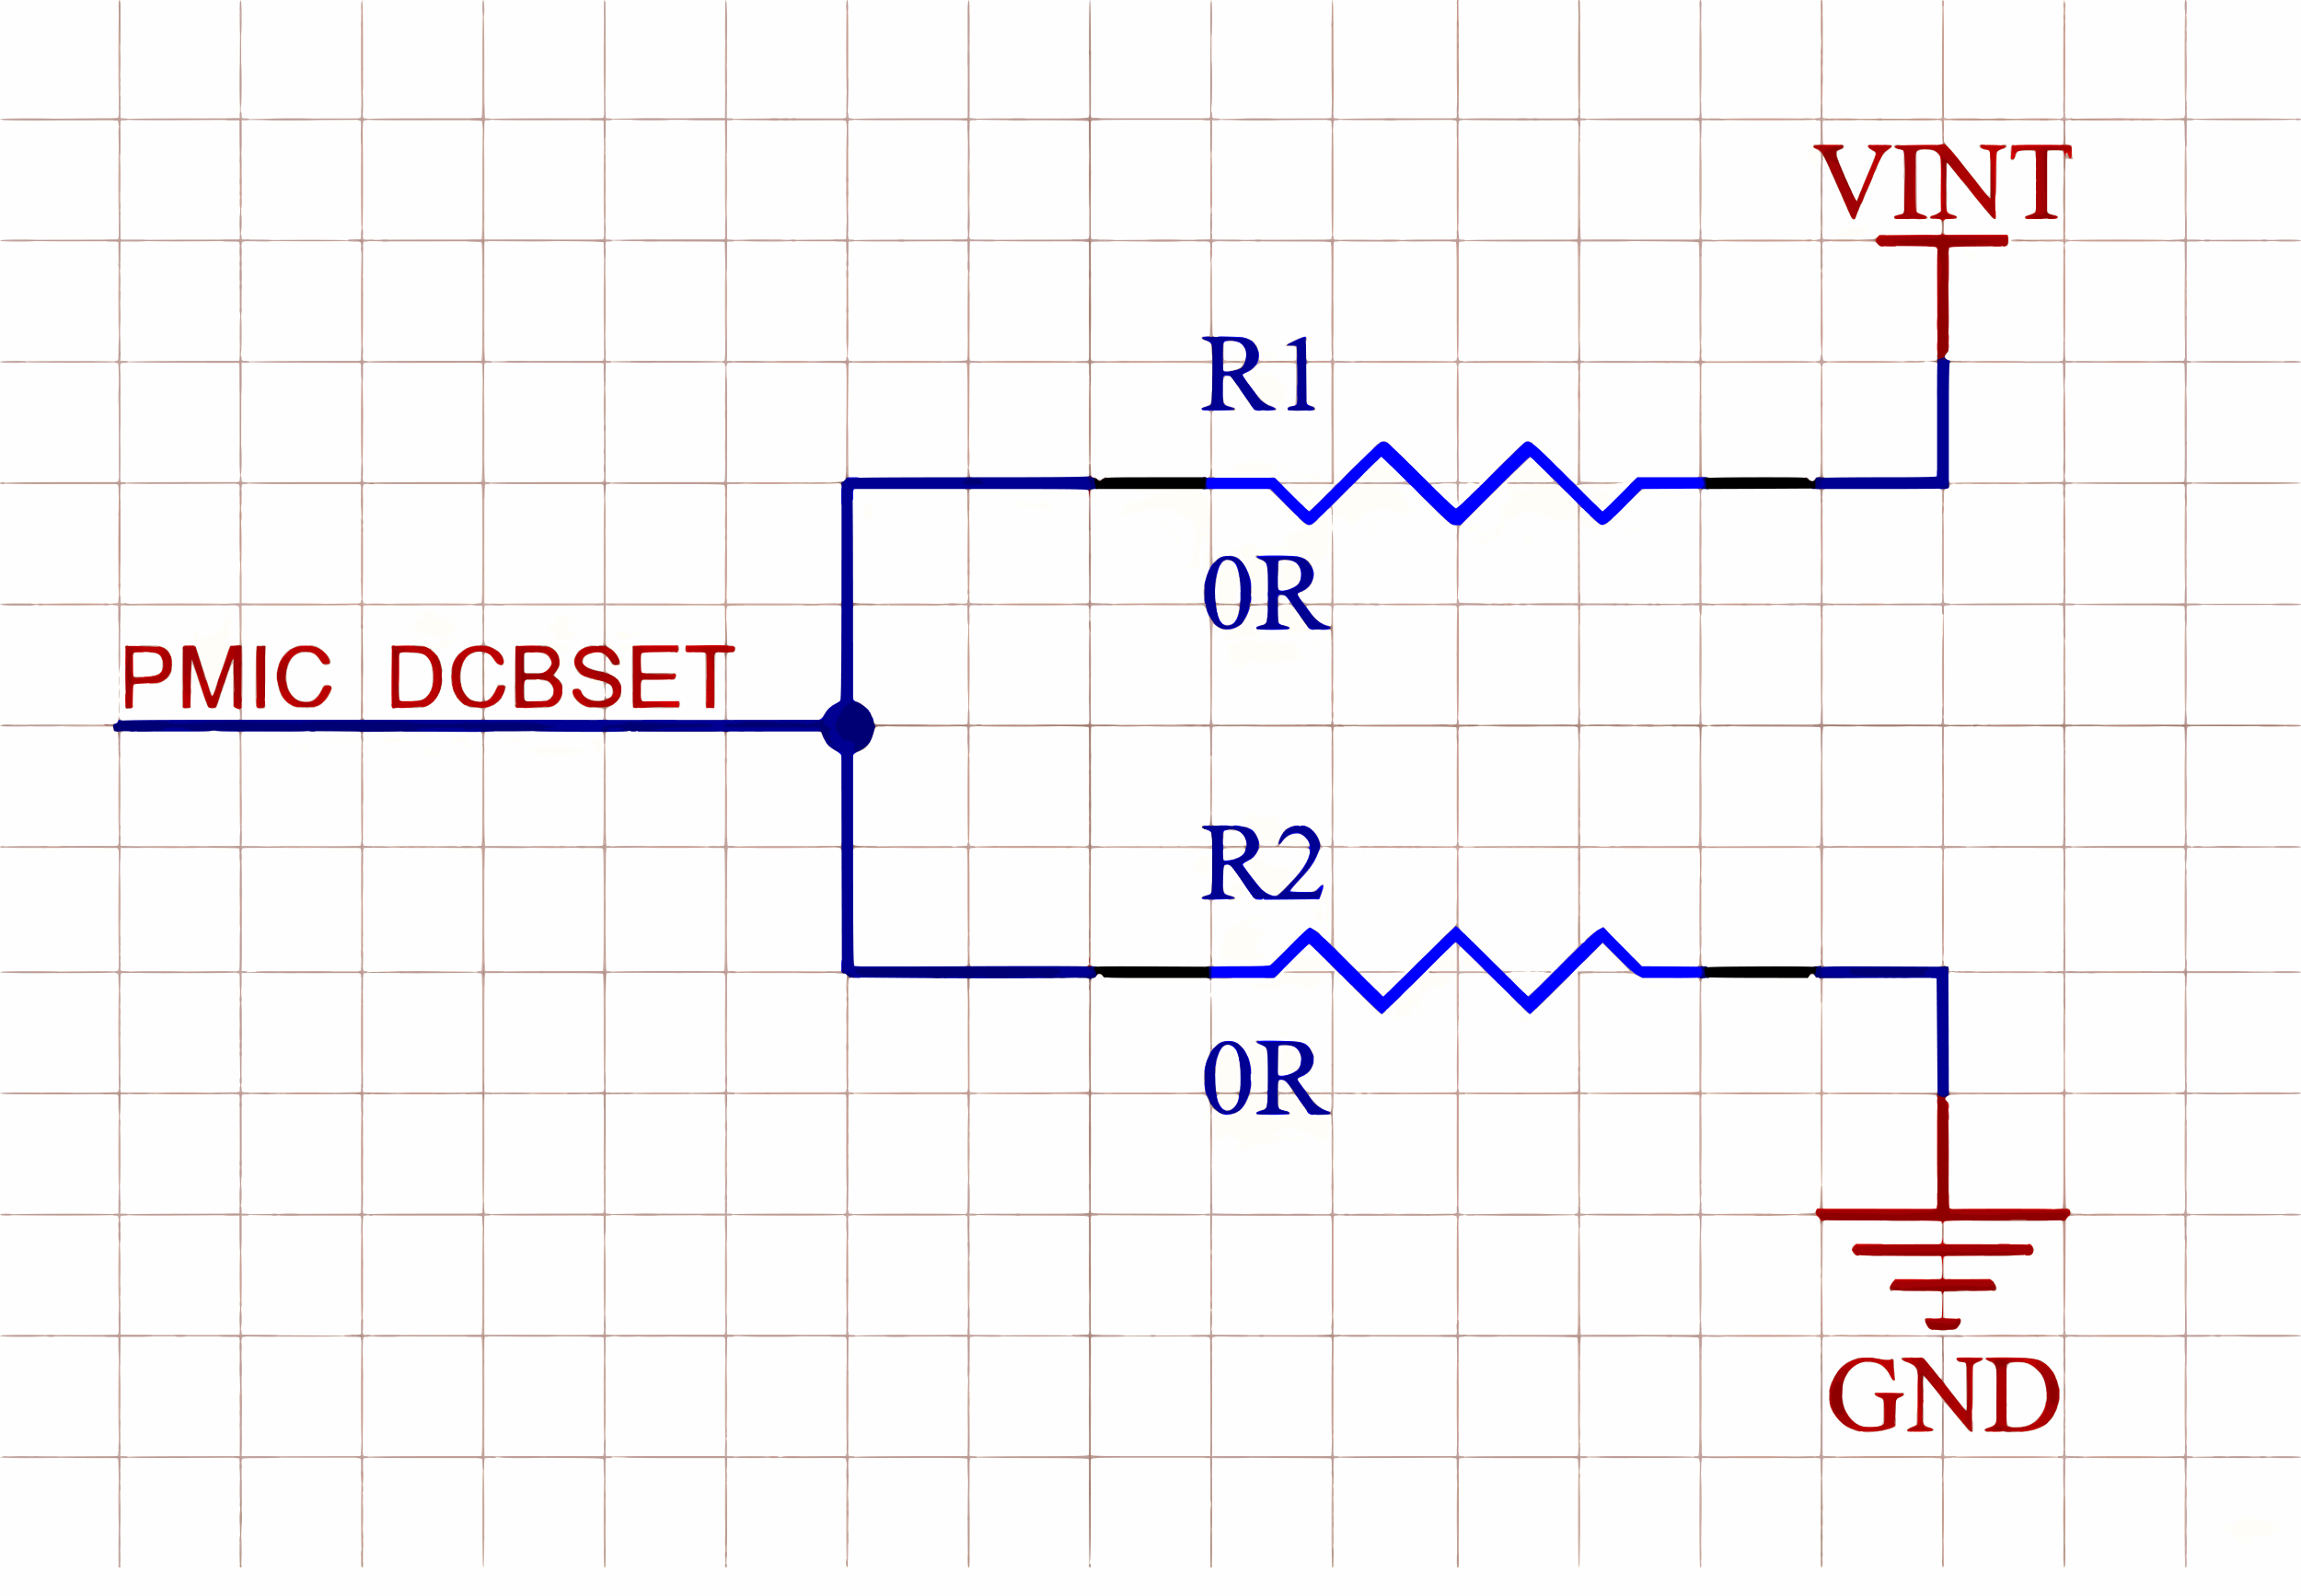 VINT
R1
0R
PMIC DCBSET
R2
0R
GND